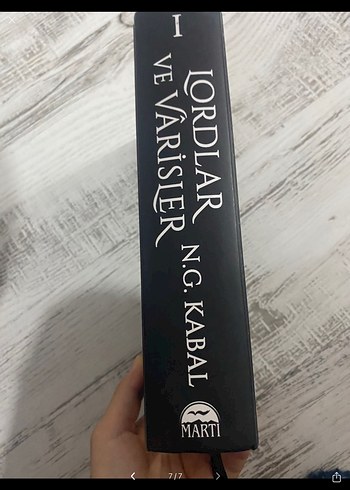 I
LORDLAR
VE VÂRİSLER
N.G. KABAL
MARTI
7/7